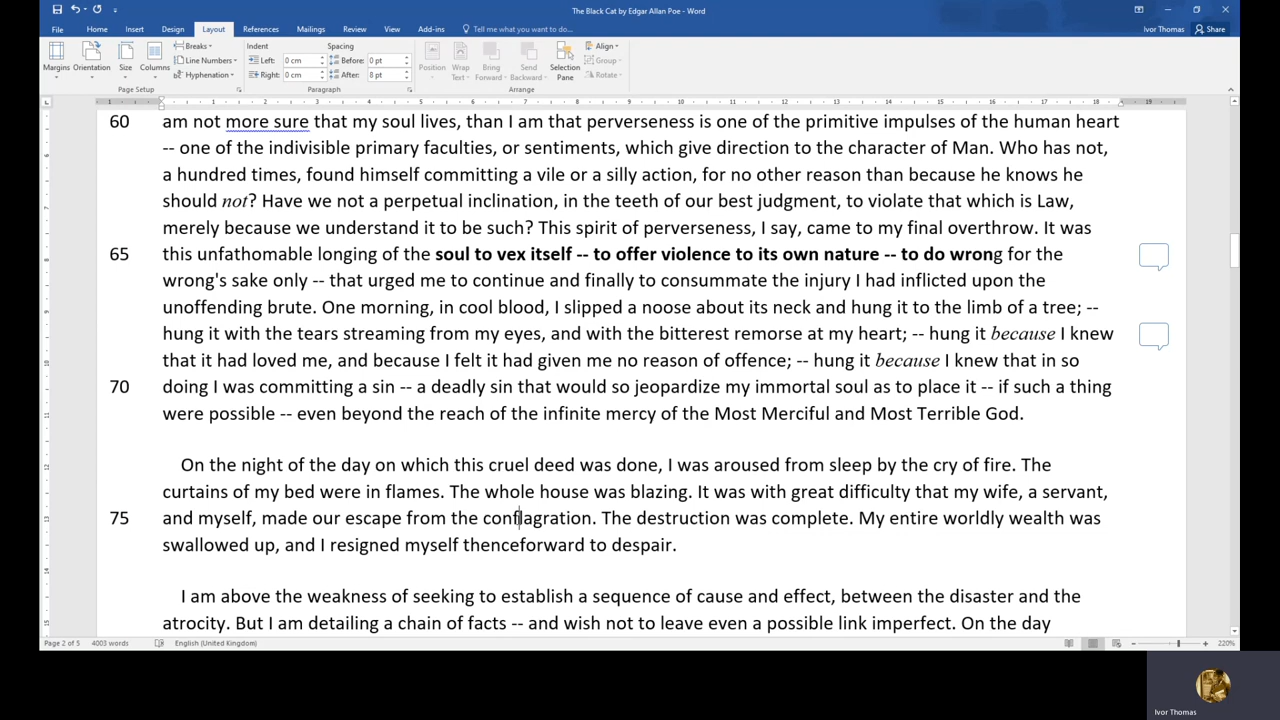 The Black Cat by Edgar Allan Poe - Word
File Home Insert Design Layout References Mailings Review View Add-ins Tell me what you want to do... Ivor Thomas Share
Margins Orientation Size Columns Breaks Line Numbers Hyphenation
Page Setup
Indent Spacing
Left: 0 cm Before: 0 pt
Right: 0 cm After: 8 pt
Paragraph
Position Wrap Text Bring Forward Send Backward Selection Pane Align Group Rotate
Arrange
1 1 2 3 4 5 6 7 8 9 10 11 12 13 14 15 16 17 18 19
60 am not more sure that my soul lives, than I am that perverseness is one of the primitive impulses of the human heart
-- one of the indivisible primary faculties, or sentiments, which give direction to the character of Man. Who has not,
a hundred times, found himself committing a vile or a silly action, for no other reason than because he knows he
should not? Have we not a perpetual inclination, in the teeth of our best judgment, to violate that which is Law,
merely because we understand it to be such? This spirit of perverseness, I say, came to my final overthrow. It was
65 this unfathomable longing of the soul to vex itself -- to offer violence to its own nature -- to do wrong for the
wrong's sake only -- that urged me to continue and finally to consummate the injury I had inflicted upon the
unoffending brute. One morning, in cool blood, I slipped a noose about its neck and hung it to the limb of a tree; --
hung it with the tears streaming from my eyes, and with the bitterest remorse at my heart; -- hung it because I knew
that it had loved me, and because I felt it had given me no reason of offence; -- hung it because I knew that in so
70 doing I was committing a sin -- a deadly sin that would so jeopardize my immortal soul as to place it -- if such a thing
were possible -- even beyond the reach of the infinite mercy of the Most Merciful and Most Terrible God.
On the night of the day on which this cruel deed was done, I was aroused from sleep by the cry of fire. The
curtains of my bed were in flames. The whole house was blazing. It was with great difficulty that my wife, a servant,
75 and myself, made our escape from the conflagration. The destruction was complete. My entire worldly wealth was
swallowed up, and I resigned myself thenceforward to despair.
I am above the weakness of seeking to establish a sequence of cause and effect, between the disaster and the
atrocity. But I am detailing a chain of facts -- and wish not to leave even a possible link imperfect. On the day
Page 2 of 5 4003 words English (United Kingdom) 220%
Ivor Thomas